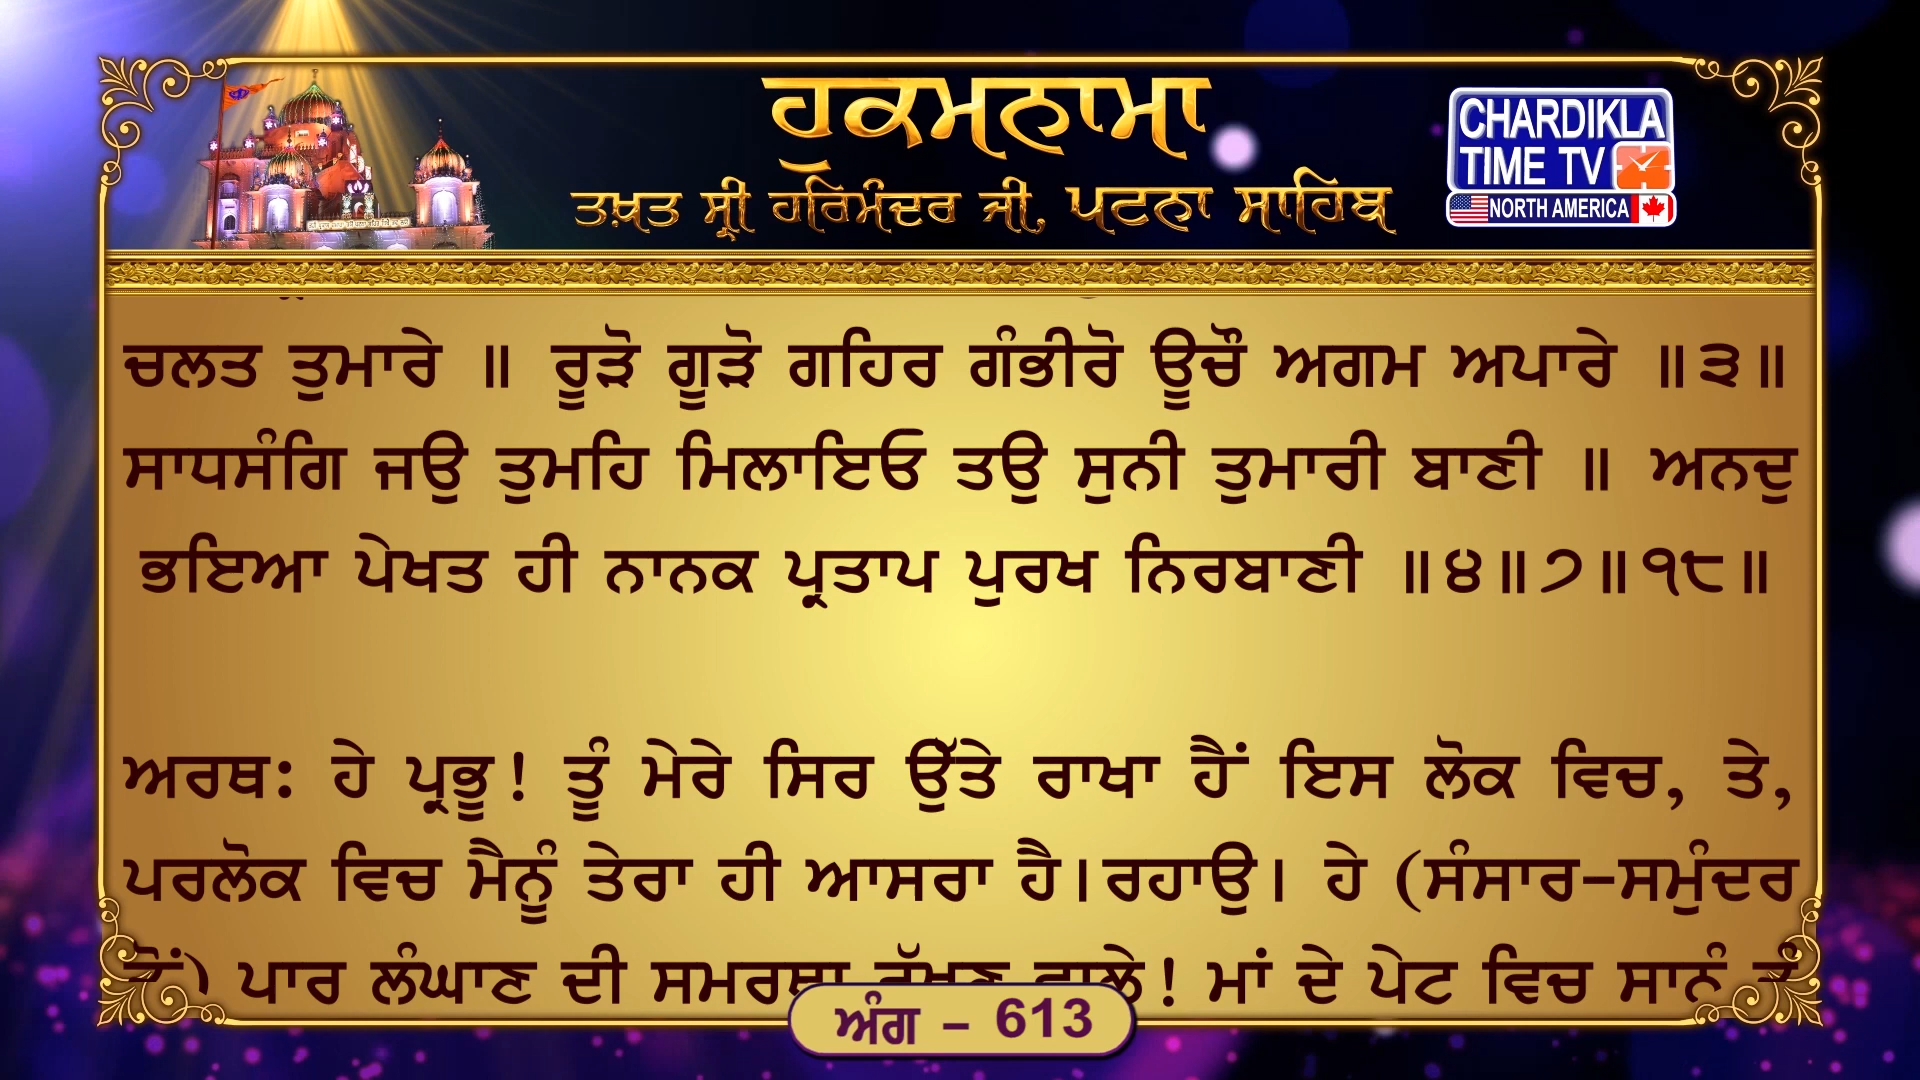 ਹੁਕਮਨਾਮਾ
ਤਖ਼ਤ ਸ੍ਰੀ ਹਰਿਮੰਦਰ ਜੀ, ਪਟਨਾ ਸਾਹਿਬ
CHARDIKLA
TIME TV
NORTH AMERICA
ਚਲਤ ਤੁਮਾਰੇ ॥ ਰੂੜੋ ਗੂੜੋ ਗਹਿਰ ਗੰਭੀਰੋ ਊਚੌ ਅਗਮ ਅਪਾਰੇ ॥੩॥
ਸਾਧਸੰਗਿ ਜਉ ਤੁਮਹਿ ਮਿਲਾਇਓ ਤਉ ਸੁਨੀ ਤੁਮਾਰੀ ਬਾਣੀ ॥ ਅਨਦੁ
ਭਇਆ ਪੇਖਤ ਹੀ ਨਾਨਕ ਪ੍ਰਤਾਪ ਪੁਰਖ ਨਿਰਬਾਣੀ ॥੪॥੭॥੧੮॥
ਅਰਥ: ਹੇ ਪ੍ਰਭੂ! ਤੂੰ ਮੇਰੇ ਸਿਰ ਉੱਤੇ ਰਾਖਾ ਹੈਂ ਇਸ ਲੋਕ ਵਿਚ, ਤੇ,
ਪਰਲੋਕ ਵਿਚ ਮੈਨੂੰ ਤੇਰਾ ਹੀ ਆਸਰਾ ਹੈ।ਰਹਾਉ। ਹੇ (ਸੰਸਾਰ-ਸਮੁੰਦਰ
ਪਾਰ ਲੰਘਾਣ ਦੀ ਸਮਰਥਾ ਰੱਖਣ ਵਾਲੇ! ਮਾਂ ਦੇ ਪੇਟ ਵਿਚ ਸਾਨੂੰ
ਅੰਗ - 613